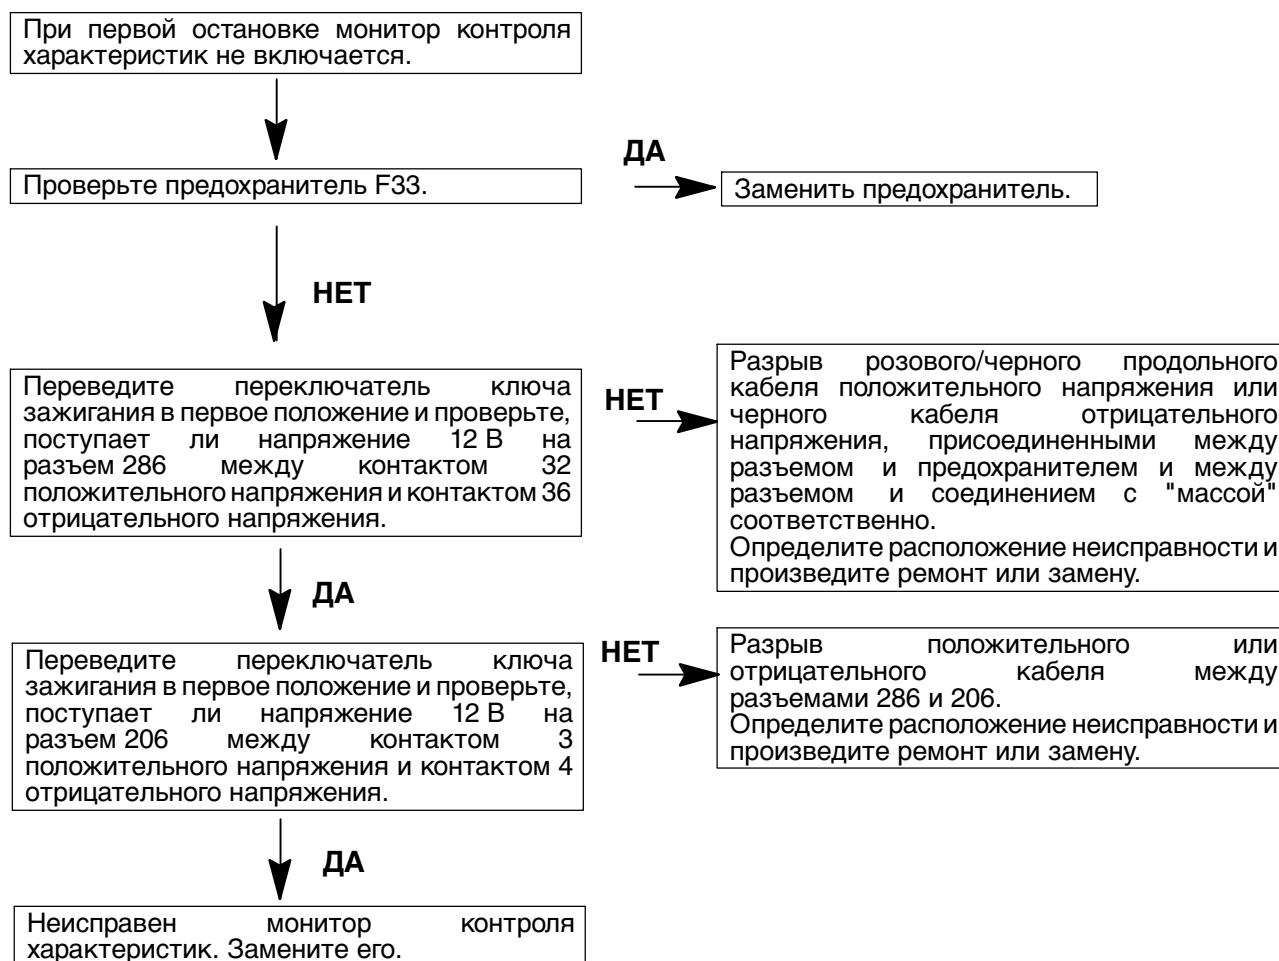 При первой остановке монитор контроля
характеристик не включается.
Проверьте предохранитель F33.
ДА
Заменить предохранитель.
НЕТ
Переведите переключатель ключа
зажигания в первое положение и проверьте,
поступает ли напряжение 12 В на
разъем 286 между контактом 32
положительного напряжения и контактом 36
отрицательного напряжения.
НЕТ
Разрыв розового/черного продольного
кабеля положительного напряжения или
черного кабеля отрицательного
напряжения, присоединенными между
разъемом и предохранителем и между
разъемом и соединением с "массой"
соответственно.
Определите расположение неисправности и
произведите ремонт или замену.
ДА
Переведите переключатель ключа
зажигания в первое положение и проверьте,
поступает ли напряжение 12 В на
разъем 206 между контактом 3
положительного напряжения и контактом 4
отрицательного напряжения.
НЕТ
Разрыв положительного или
отрицательного кабеля между
разъемами 286 и 206.
Определите расположение неисправности и
произведите ремонт или замену.
ДА
Неисправен монитор контроля
характеристик. Замените его.